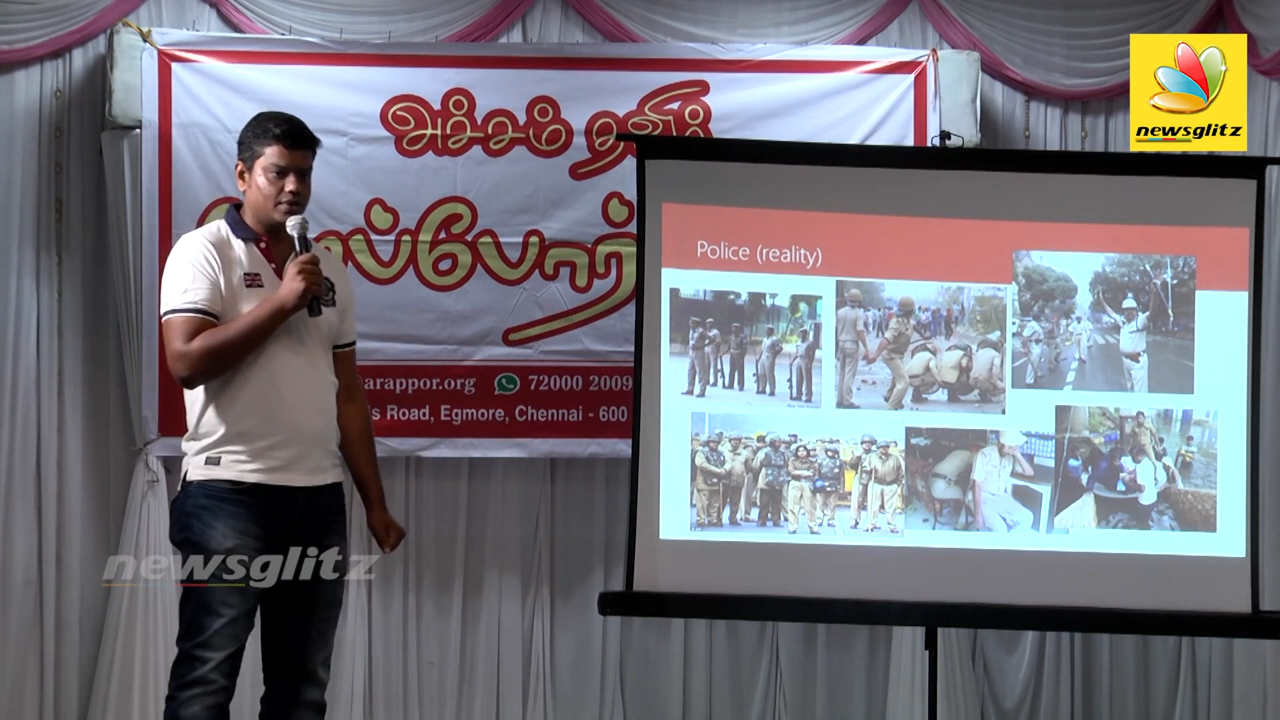 newsglitz
அச்சம் தவிர்
ப்போர்
Police (reality)
arappor.org 72000 2009
s Road, Egmore, Chennai - 600
newsglitz